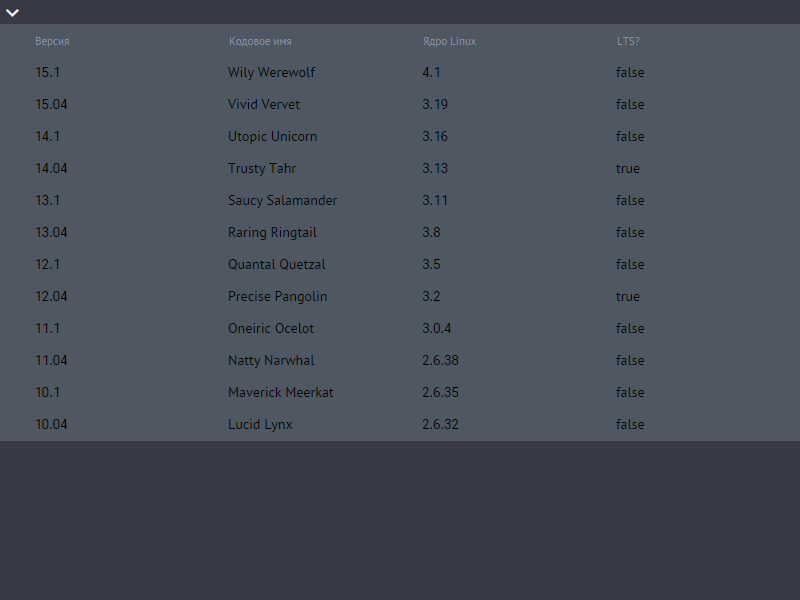 Версия Кодовое имя Ядро Linux LTS?
15.1 Wily Werewolf 4.1 false
15.04 Vivid Vervet 3.19 false
14.1 Utopic Unicorn 3.16 false
14.04 Trusty Tahr 3.13 true
13.1 Saucy Salamander 3.11 false
13.04 Raring Ringtail 3.8 false
12.1 Quantal Quetzal 3.5 false
12.04 Precise Pangolin 3.2 true
11.1 Oneiric Ocelot 3.0.4 false
11.04 Natty Narwhal 2.6.38 false
10.1 Maverick Meerkat 2.6.35 false
10.04 Lucid Lynx 2.6.32 false